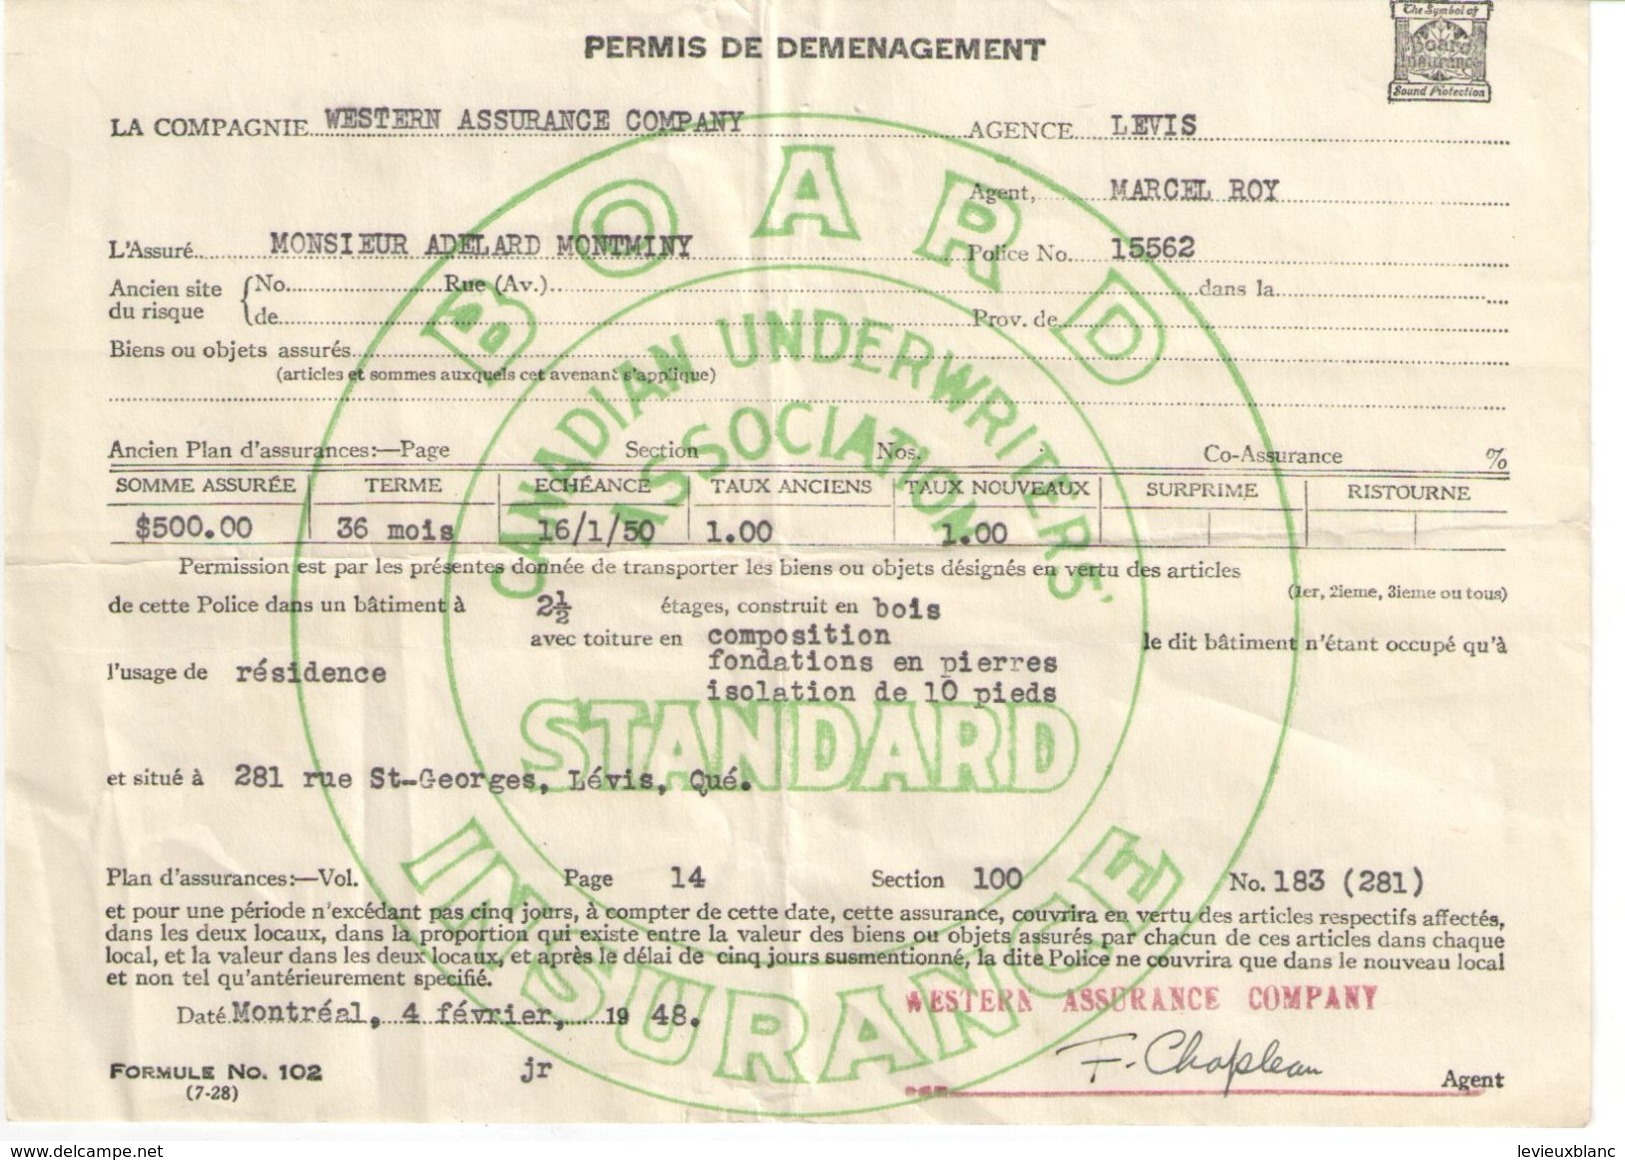 PERMIS DE DEMENAGEMENT
The Symbol of
Board
Insurance
Sound Protection
LA COMPAGNIE WESTERN ASSURANCE COMPANY AGENCE LEVIS
Agent, MARCEL ROY
L'Assuré MONSIEUR ADELARD MONTMINY Police No. 15562
Ancien site du risque { No. Rue (Av.) dans la
de Prov. de
Biens ou objets assurés
(articles et sommes auxquels cet avenant s'applique)
Ancien Plan d'assurances:—Page Section Nos. Co-Assurance %
SOMME ASSURÉE TERME ECHÉANCE TAUX ANCIENS TAUX NOUVEAUX SURPRIME RISTOURNE
$500.00 36 mois 16/1/50 1.00 1.00
Permission est par les présentes donnée de transporter les biens ou objets désignés en vertu des articles
(1er, 2ieme, 3ieme ou tous)
de cette Police dans un bâtiment à 2½ étages, construit en bois
avec toiture en composition le dit bâtiment n'étant occupé qu'à
fondations en pierres
l'usage de résidence
isolation de 10 pieds
et situé à 281 rue St-Georges, Lévis, Qué.
Plan d'assurances:—Vol. Page 14 Section 100 No. 183 (281)
et pour une période n'excédant pas cinq jours, à compter de cette date, cette assurance, couvrira en vertu des articles respectifs affectés,
dans les deux locaux, dans la proportion qui existe entre la valeur des biens ou objets assurés par chacun de ces articles dans chaque
local, et la valeur dans les deux locaux, et après le délai de cinq jours susmentionné, la dite Police ne couvrira que dans le nouveau local
et non tel qu'antérieurement specifié.
WESTERN ASSURANCE COMPANY
Daté Montréal, 4 février, 19 48.
F. Chapleau
FORMULE No. 102 jr Agent
(7-28)
BOARD
CANADIAN UNDERWRITERS'
ASSOCIATION
STANDARD
INSURANCE
delcampe.net
levieuxblanc